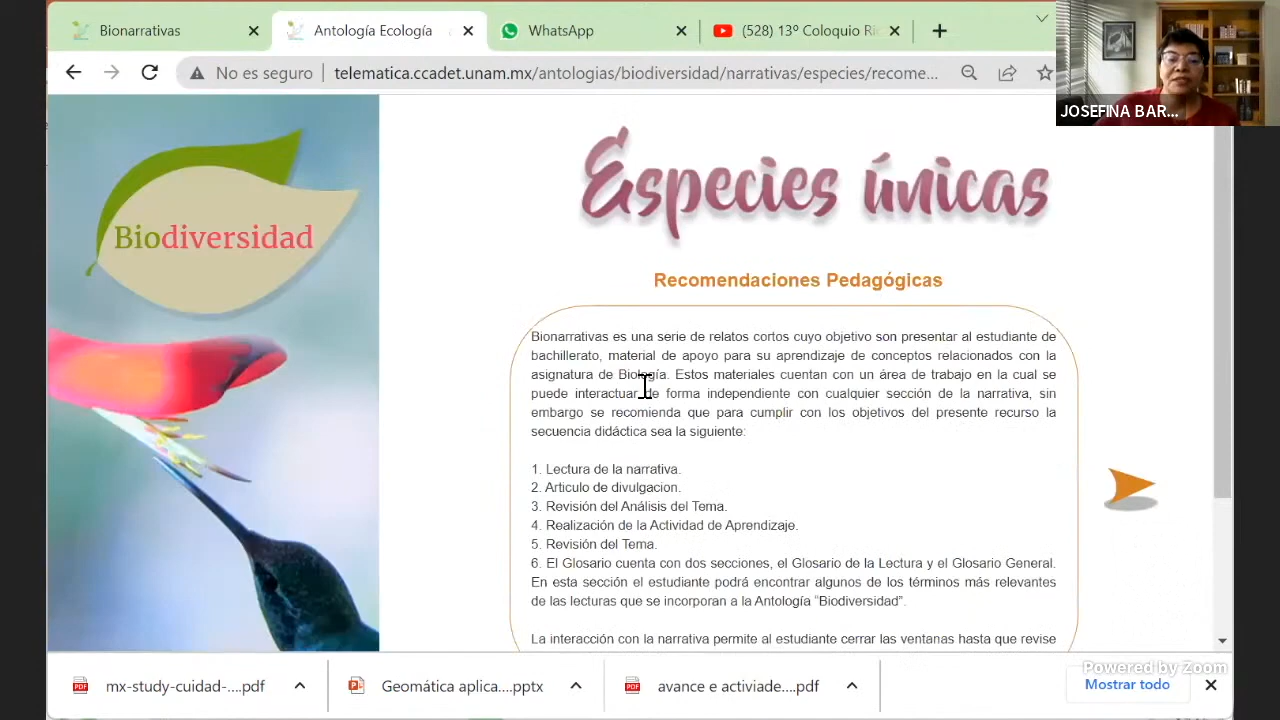 Bionarrativas
Antología Ecología
WhatsApp
(528) 13º Coloquio Ri
No es seguro
telematica.ccadet.unam.mx/antologias/biodiversidad/narrativas/especies/recome...
JOSEFINA BAR...
Biodiversidad
Especies únicas
Recomendaciones Pedagógicas
Bionarrativas es una serie de relatos cortos cuyo objetivo son presentar al estudiante de
bachillerato, material de apoyo para su aprendizaje de conceptos relacionados con la
asignatura de Biología. Estos materiales cuentan con un área de trabajo en la cual se
puede interactuar de forma independiente con cualquier sección de la narrativa, sin
embargo se recomienda que para cumplir con los objetivos del presente recurso la
secuencia didáctica sea la siguiente:
1. Lectura de la narrativa.
2. Articulo de divulgacion.
3. Revisión del Análisis del Tema.
4. Realización de la Actividad de Aprendizaje.
5. Revisión del Tema.
6. El Glosario cuenta con dos secciones, el Glosario de la Lectura y el Glosario General.
En esta sección el estudiante podrá encontrar algunos de los términos más relevantes
de las lecturas que se incorporan a la Antología “Biodiversidad”.
La interacción con la narrativa permite al estudiante cerrar las ventanas hasta que revise
Powered by Zoom
mx-study-cuidad-....pdf
Geomática aplica....pptx
avance e activiade....pdf
Mostrar todo